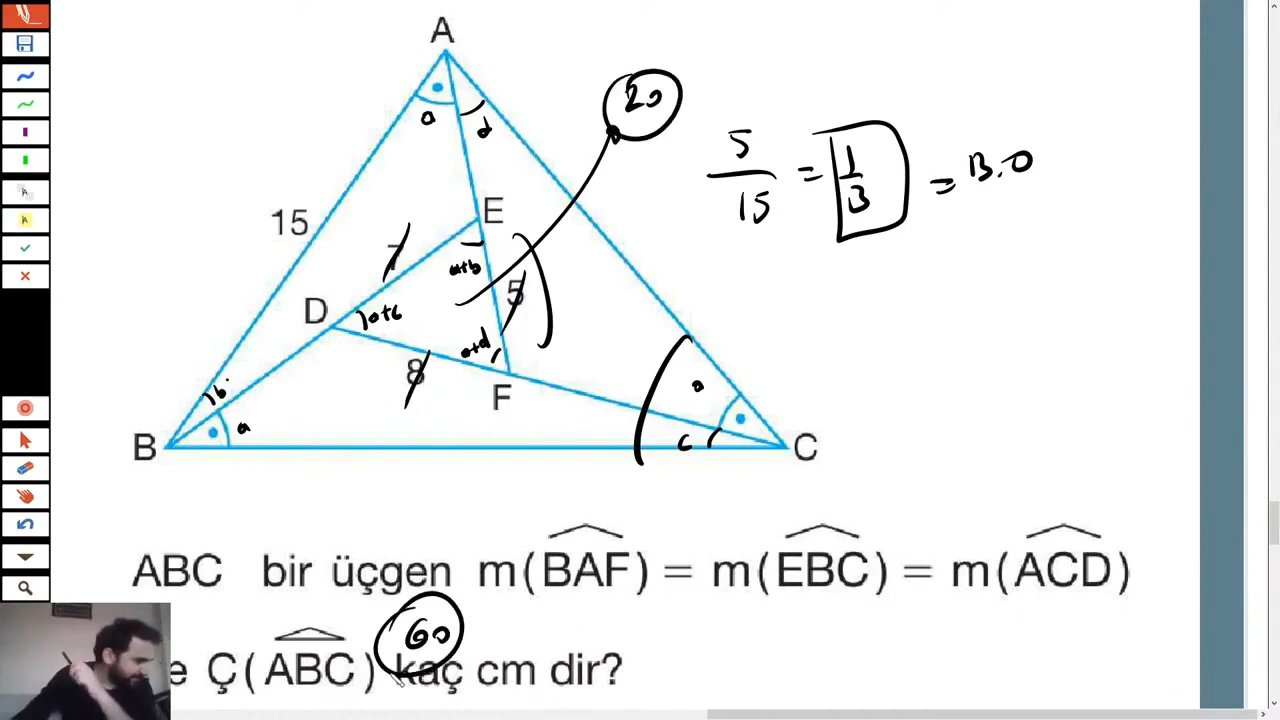 A
20
a
d
5/15 = 1/3 = B.O
15
E
7
a+b
5
D
a+c
a+d
8
F
b
a
a
c
B
C
ABC bir üçgen m(BAF) = m(EBC) = m(ACD)
60
e Ç(ABC) kaç cm dir?